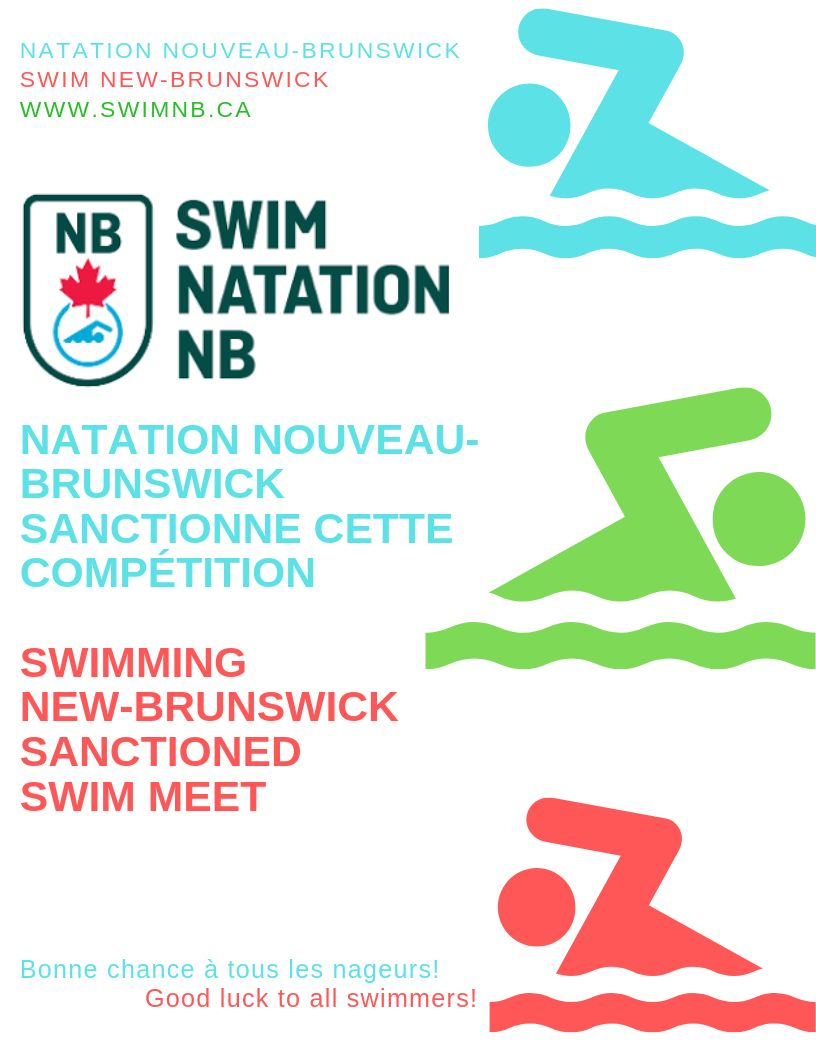 NATATION NOUVEAU-BRUNSWICK
SWIM NEW-BRUNSWICK
WWW.SWIMNB.CA
NB
SWIM
NATATION
NB
NATATION NOUVEAU-
BRUNSWICK
SANCTIONNE CETTE
COMPÉTITION
SWIMMING
NEW-BRUNSWICK
SANCTIONED
SWIM MEET
Bonne chance à tous les nageurs!
Good luck to all swimmers!